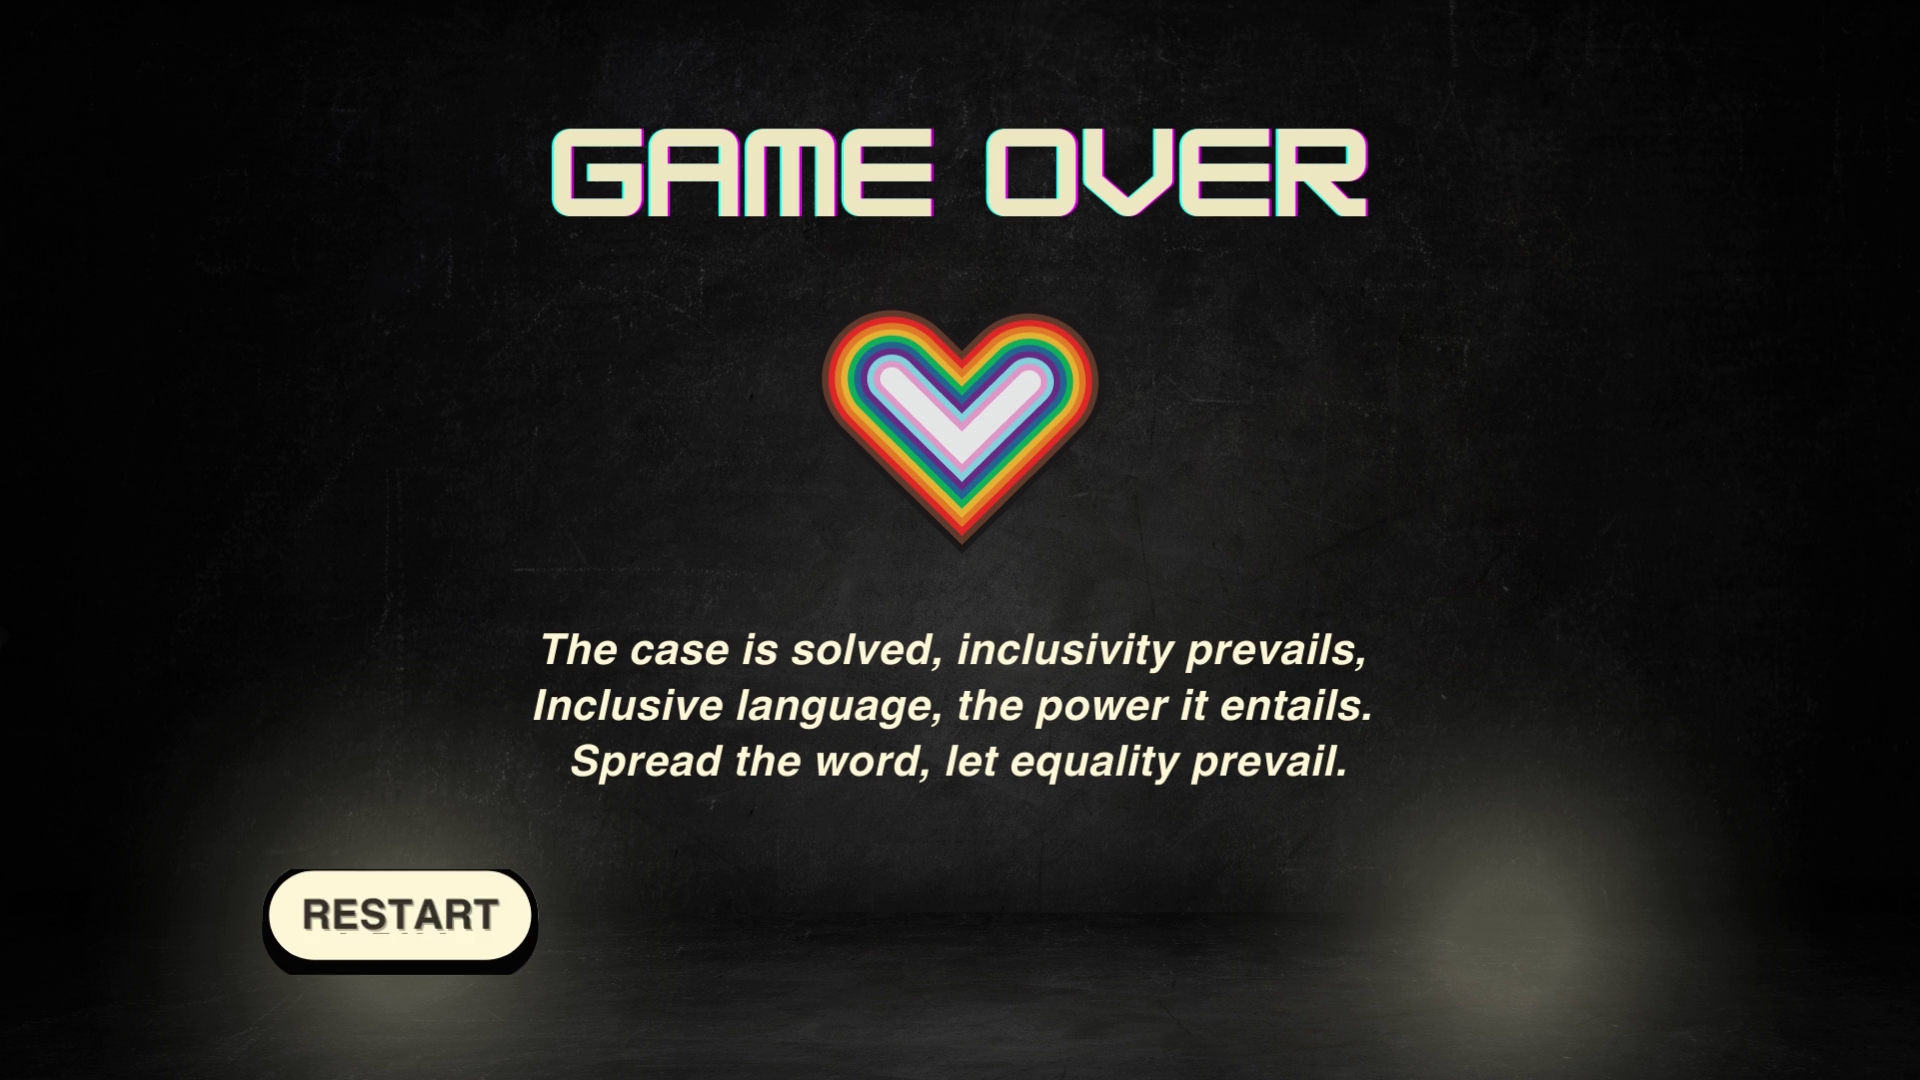 GAME OVER
The case is solved, inclusivity prevails,
Inclusive language, the power it entails.
Spread the word, let equality prevail.
RESTART